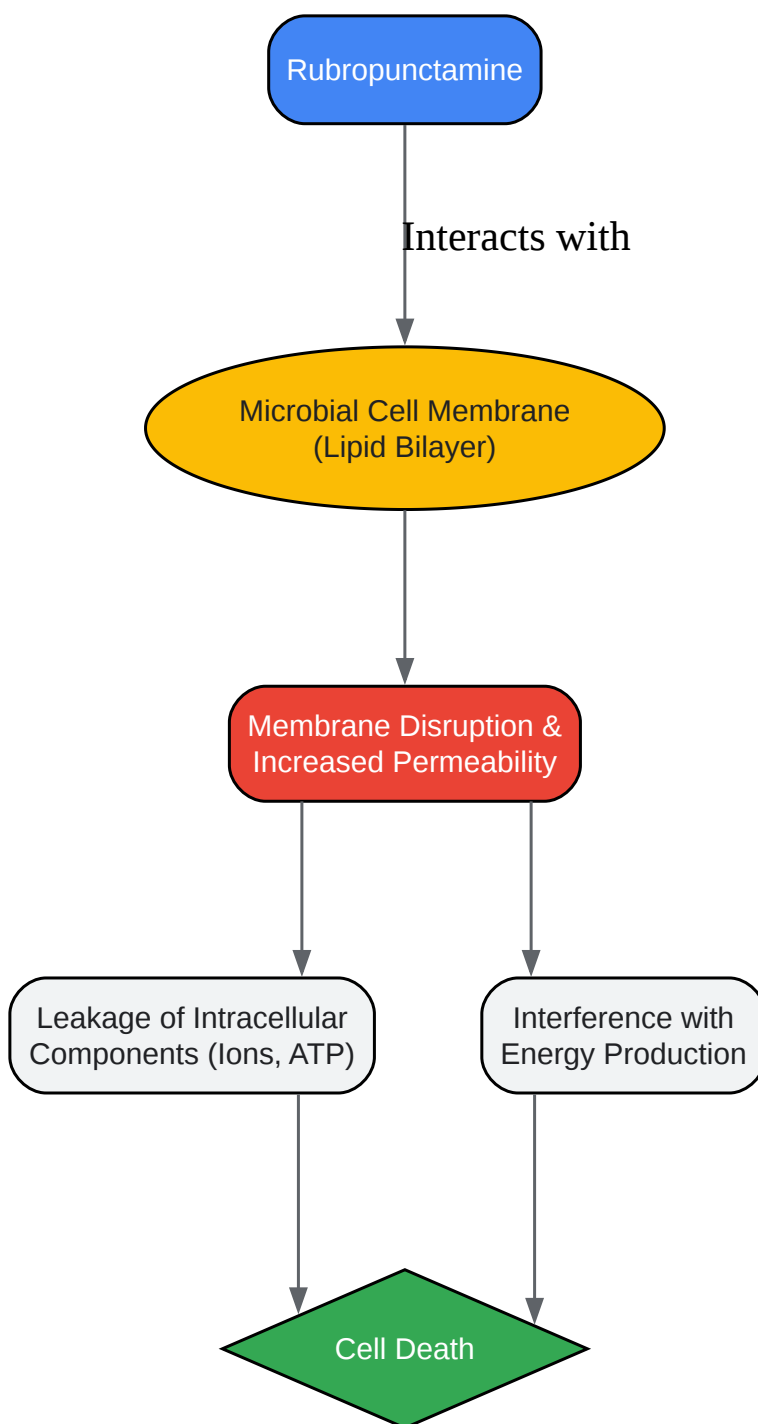 Rubropunctamine
Interacts with
Microbial Cell Membrane
(Lipid Bilayer)
Membrane Disruption &
Increased Permeability
Leakage of Intracellular
Components (Ions, ATP)
Interference with
Energy Production
Cell Death